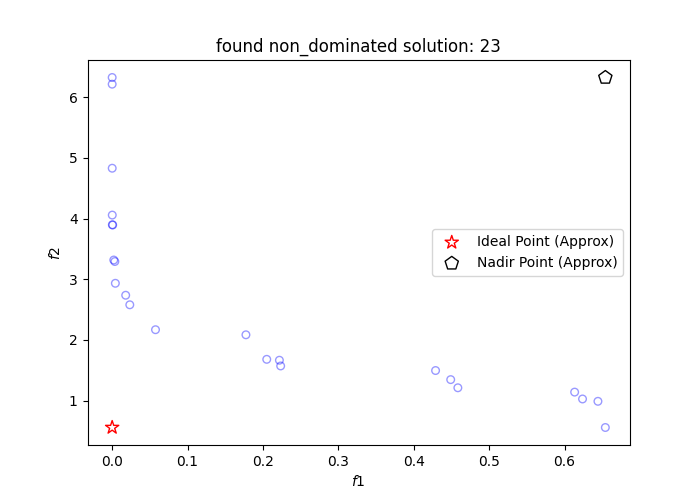 found non_dominated solution: 23
6
5
4
3
2
1
f2
Ideal Point (Approx)
Nadir Point (Approx)
0.0 0.1 0.2 0.3 0.4 0.5 0.6
f1